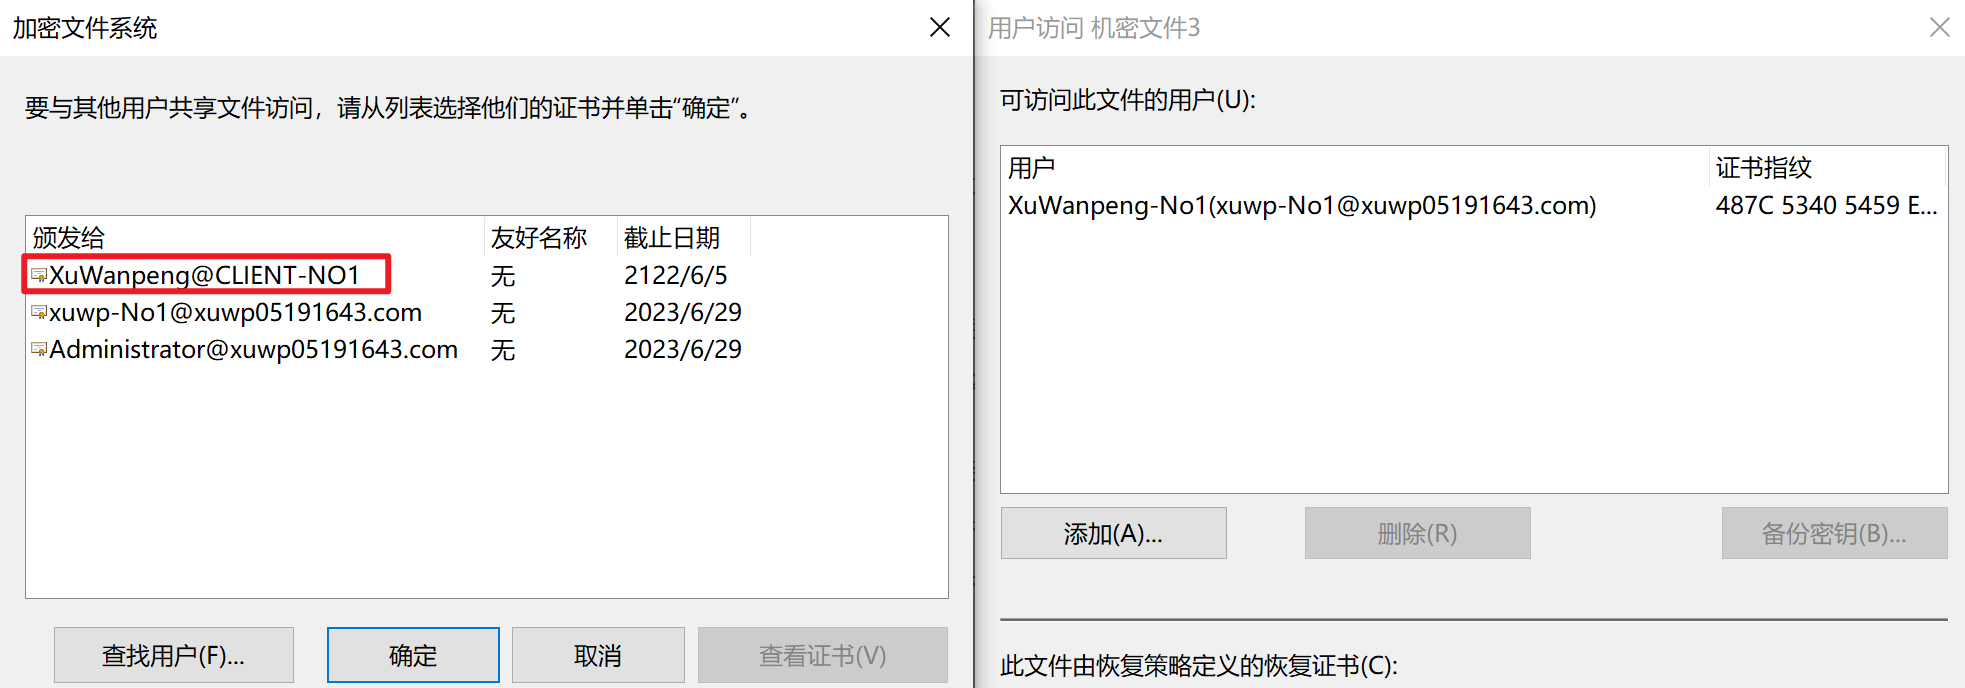 加密文件系统
要与其他用户共享文件访问，请从列表选择他们的证书并单击“确定”。
颁发给 友好名称 截止日期
XuWanpeng@CLIENT-NO1 无 2122/6/5
xuwp-No1@xuwp05191643.com 无 2023/6/29
Administrator@xuwp05191643.com 无 2023/6/29
查找用户(F)... 确定 取消 查看证书(V)
用户访问 机密文件3
可访问此文件的用户(U):
用户 证书指纹
XuWanpeng-No1(xuwp-No1@xuwp05191643.com) 487C 5340 5459 E...
添加(A)... 删除(R) 备份密钥(B)...
此文件由恢复策略定义的恢复证书(C):